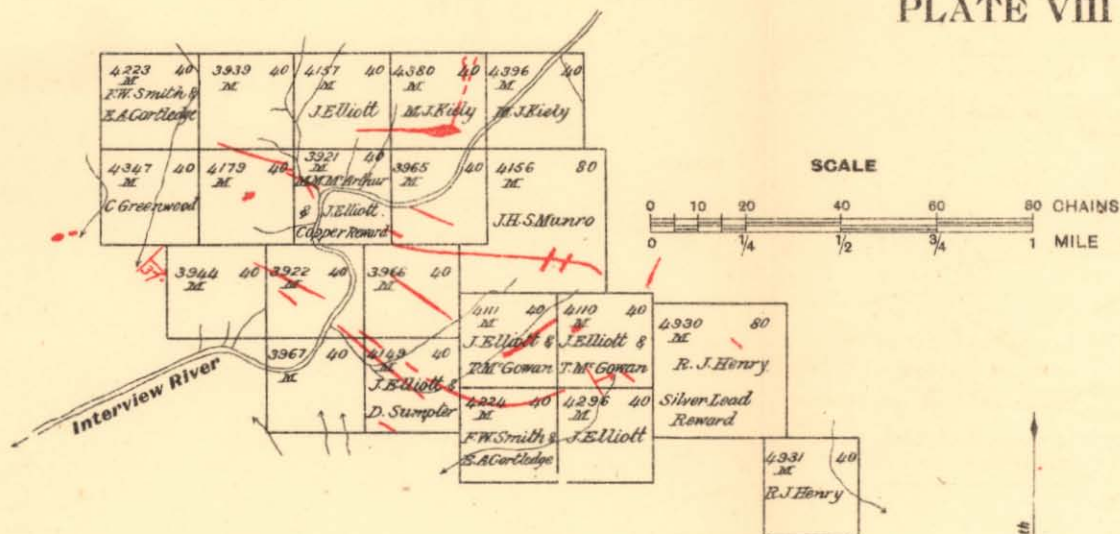 PLATE VIII
4223 40
M
F.W. Smith &
E.A Cartledge
3939 40
M
4157 40
M
J. Elliott
4380 40
M
M.J. Kiely
4396 40
M
M.J. Kiely
4347 40
M
C Greenwood
4179 40
M
3921 40
M
M.M. McArthur
& J. Elliott.
Copper Reward
3965 40
M
4156 80
M
J.H.S. Munro
SCALE
0 10 20 40 60 80 CHAINS
0 1/4 1/2 3/4 1 MILE
3944 40
M
3922 40
M
3966 40
M
3967 40
M
4149 40
M
J. Elliott &
D. Sumpter
4111 40
M
J. Elliott &
T. McGowan
4110 40
M
J. Elliott &
T. McGowan
4930 80
M
R. J. Henry
Silver Lead
Reward
4224 40
M
F.W. Smith &
E.A Cartledge
4296 40
M
J. Elliott
4931 40
M
R.J. Henry
Interview River